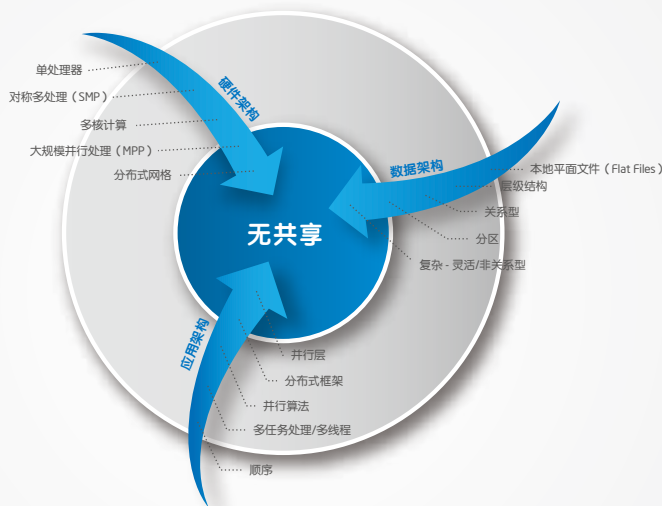 单处理器
对称多处理（SMP）
多核计算
大规模并行处理（MPP）
分布式网格
硬件架构
数据架构
本地平面文件（Flat Files）
层级结构
关系型
分区
复杂 - 灵活/非关系型
无共享
应用架构
并行层
分布式框架
并行算法
多任务处理/多线程
顺序